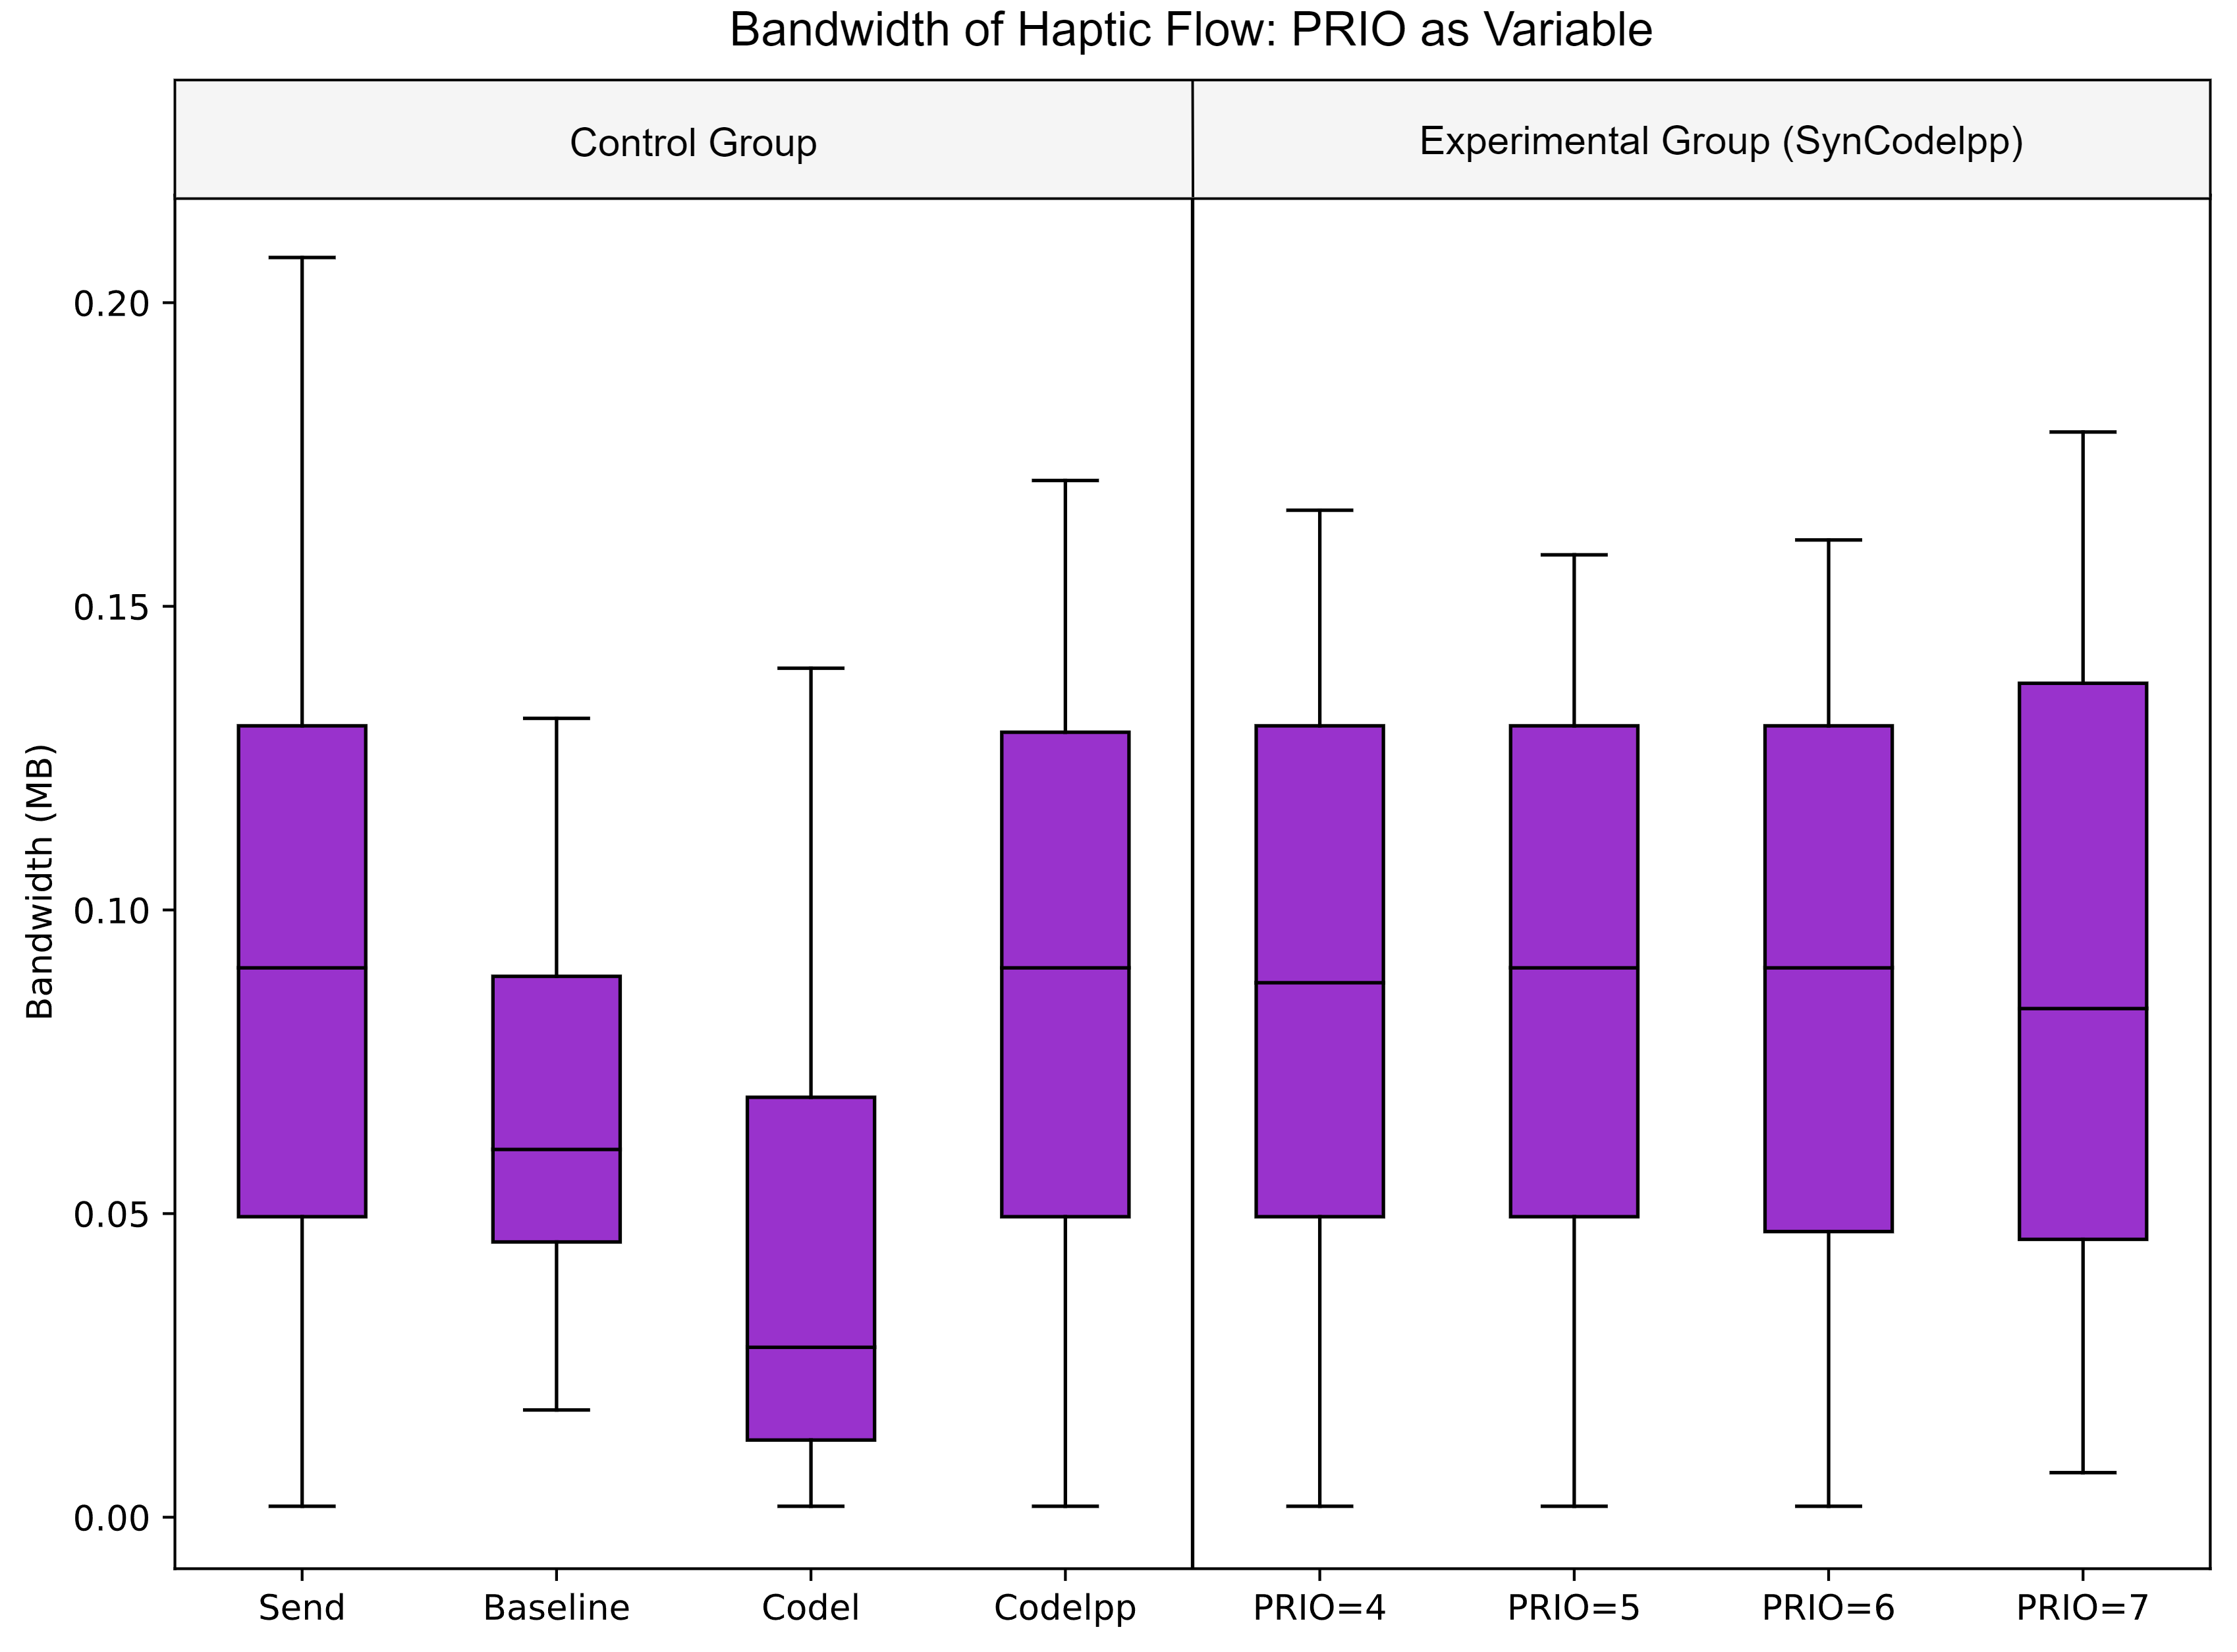 Bandwidth of Haptic Flow: PRIO as Variable
Control Group
Experimental Group (SynCodelpp)
Bandwidth (MB)
0.20
0.15
0.10
0.05
0.00
Send
Baseline
Codel
Codelpp
PRIO=4
PRIO=5
PRIO=6
PRIO=7